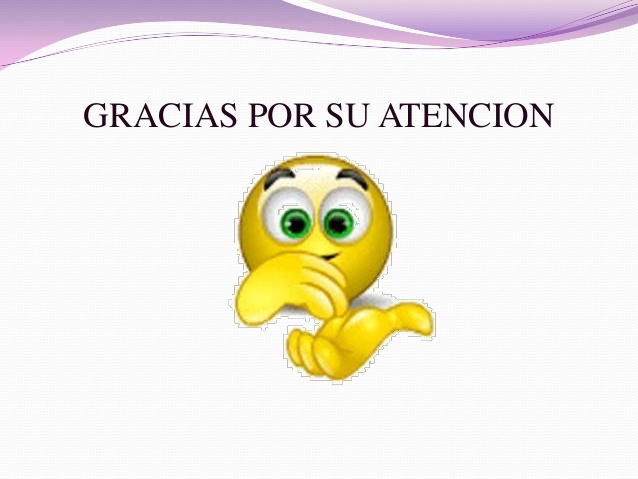 GRACIAS POR SU ATENCION